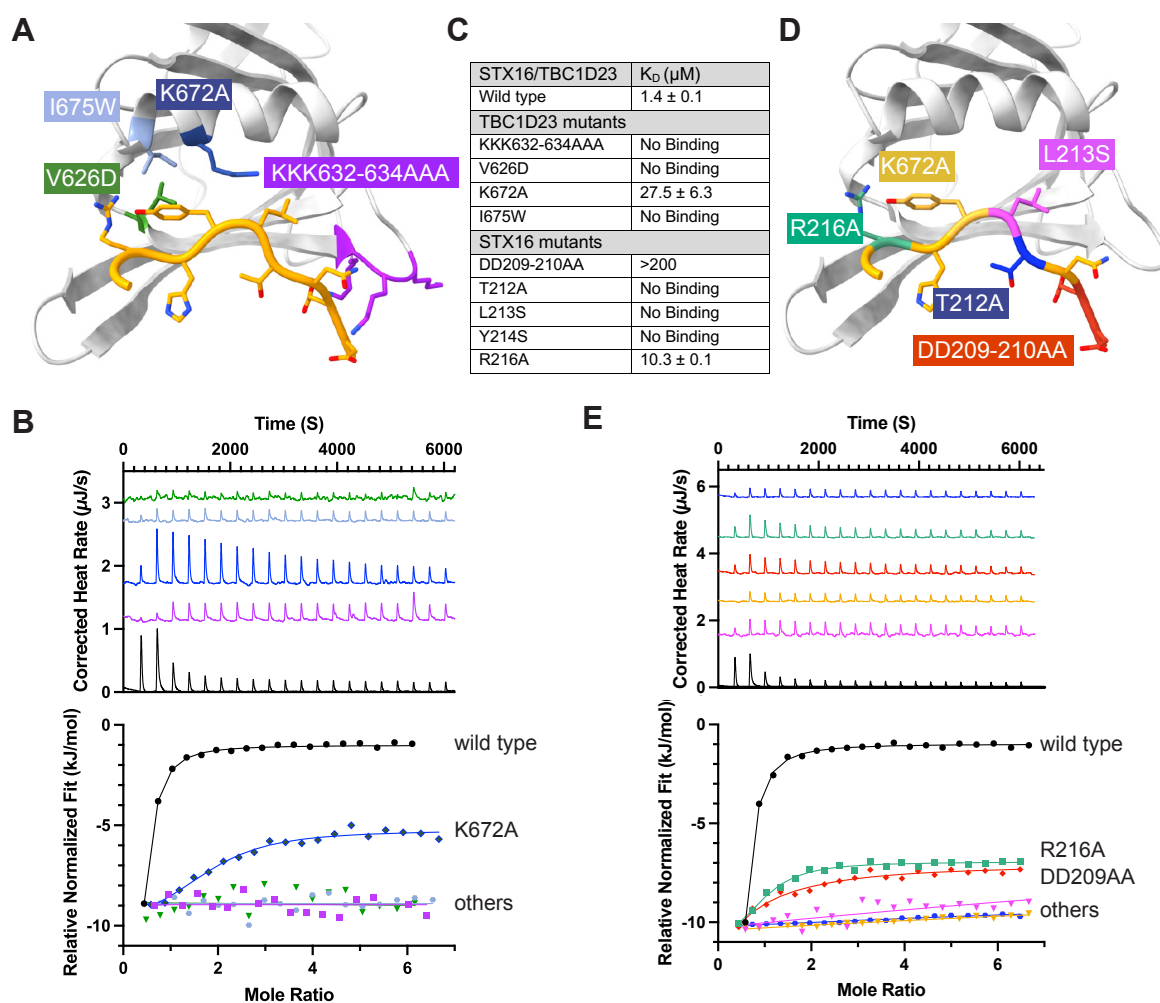 A
I675W
K672A
V626D
KKK632-634AAA
C
STX16/TBC1D23 K_D (µM)
Wild type 1.4 ± 0.1
TBC1D23 mutants
KKK632-634AAA No Binding
V626D No Binding
K672A 27.5 ± 6.3
I675W No Binding
STX16 mutants
DD209-210AA >200
T212A No Binding
L213S No Binding
Y214S No Binding
R216A 10.3 ± 0.1
D
K672A
L213S
R216A
T212A
DD209-210AA
B
Time (S)
0 2000 4000 6000
Corrected Heat Rate (µJ/s)
3
2
1
0
Relative Normalized Fit (kJ/mol)
0
-5
-10
wild type
K672A
others
0 2 4 6
Mole Ratio
E
Time (S)
0 2000 4000 6000
Corrected Heat Rate (µJ/s)
6
4
2
0
Relative Normalized Fit (kJ/mol)
0
-5
-10
wild type
R216A
DD209AA
others
0 2 4 6
Mole Ratio